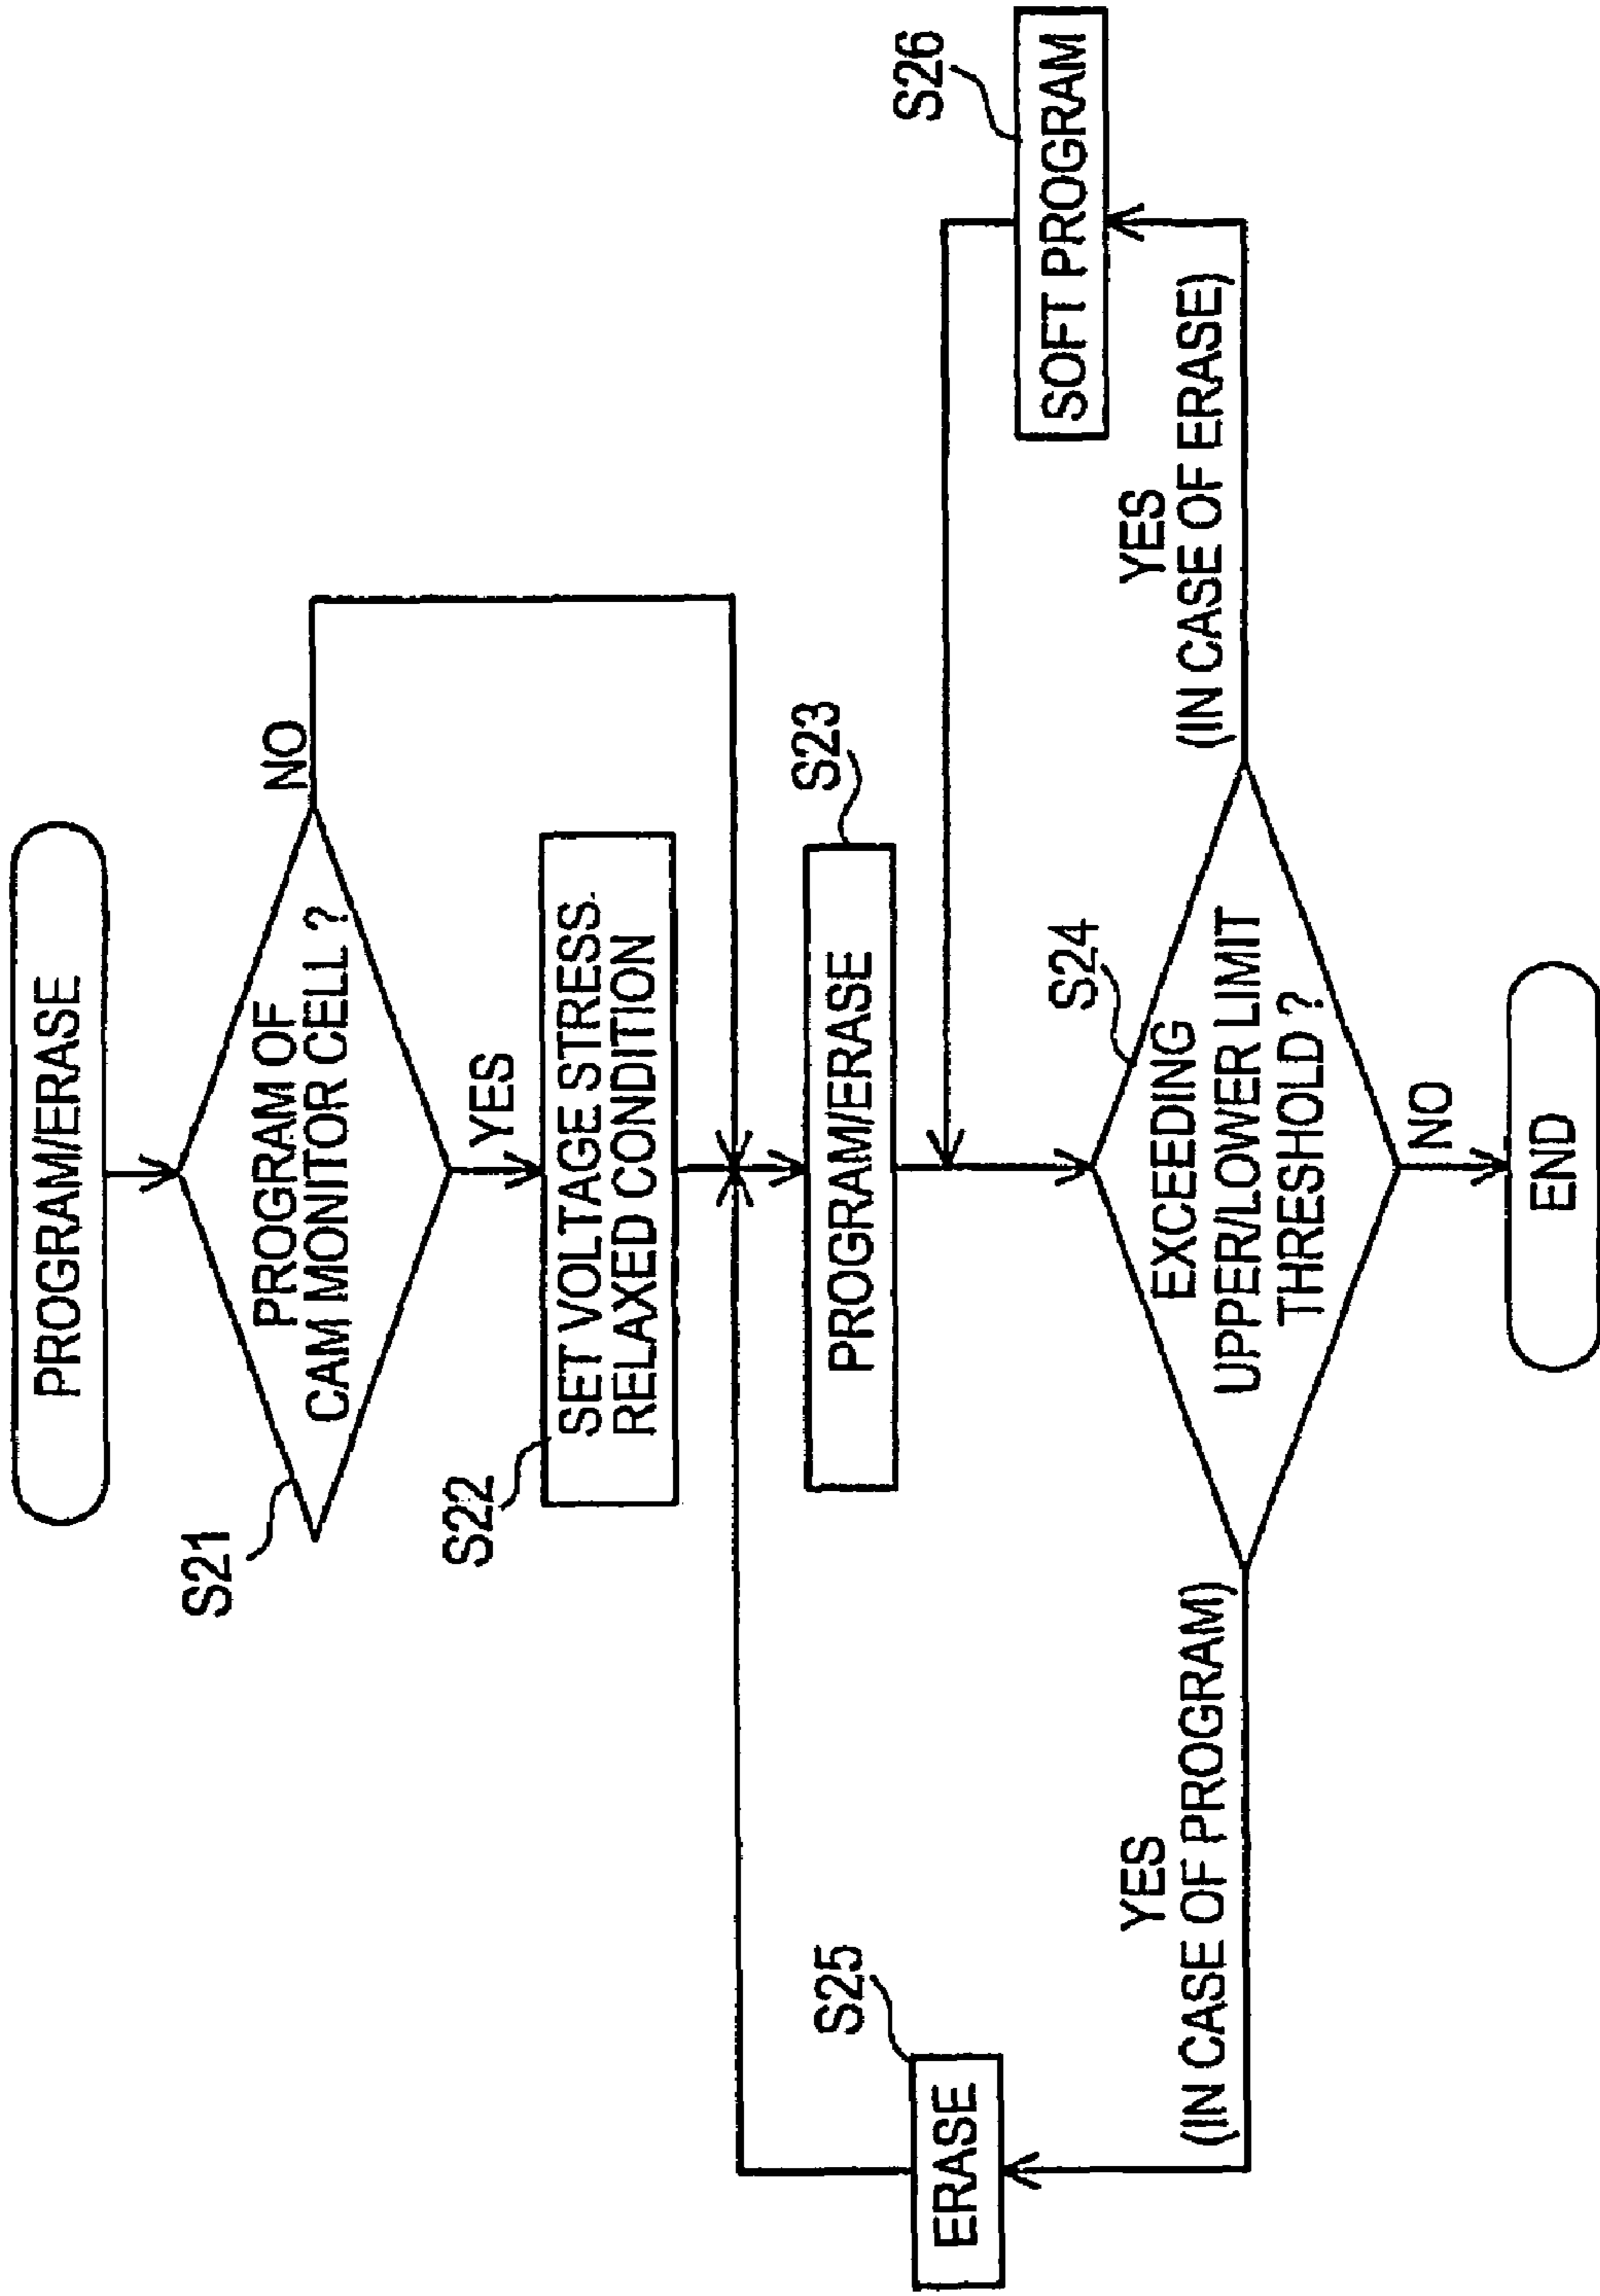 PROGRAM/ERASE
S21
PROGRAM OF
CAM MONITOR CELL ?
NO
YES
S22
SET VOLTAGE STRESS-
RELAXED CONDITION
S23
PROGRAM/ERASE
S24
EXCEEDING
UPPER/LOWER LIMIT
THRESHOLD ?
YES
(IN CASE OF PROGRAM)
S25
ERASE
YES
(IN CASE OF ERASE)
S26
SOFT PROGRAM
NO
END